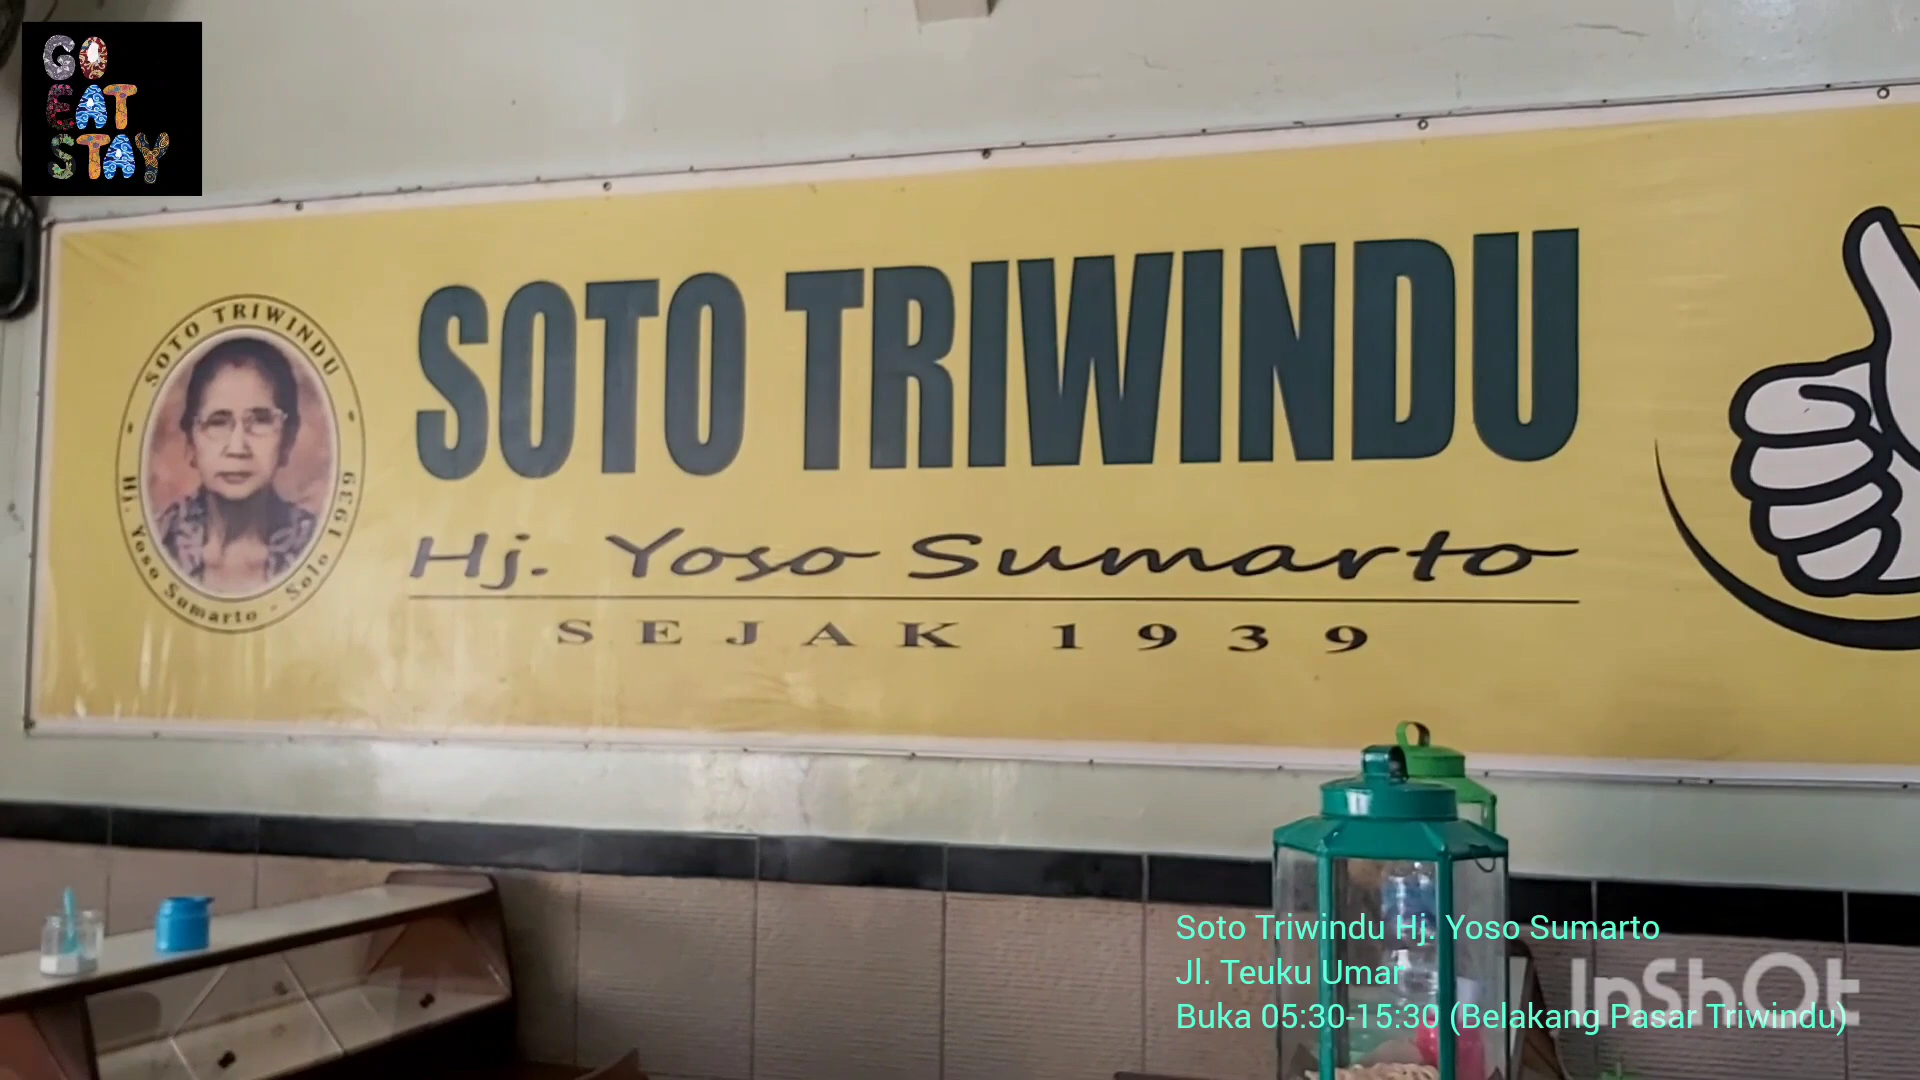 GO
EAT
STAY
SOTO TRIWINDU
Hj. Yoso Sumarto - Solo 1939
SOTO TRIWINDU
Hj. Yoso Sumarto
SEJAK 1939
Soto Triwindu Hj. Yoso Sumarto
Jl. Teuku Umar
Buka 05:30-15:30 (Belakang Pasar Triwindu)
InShOt